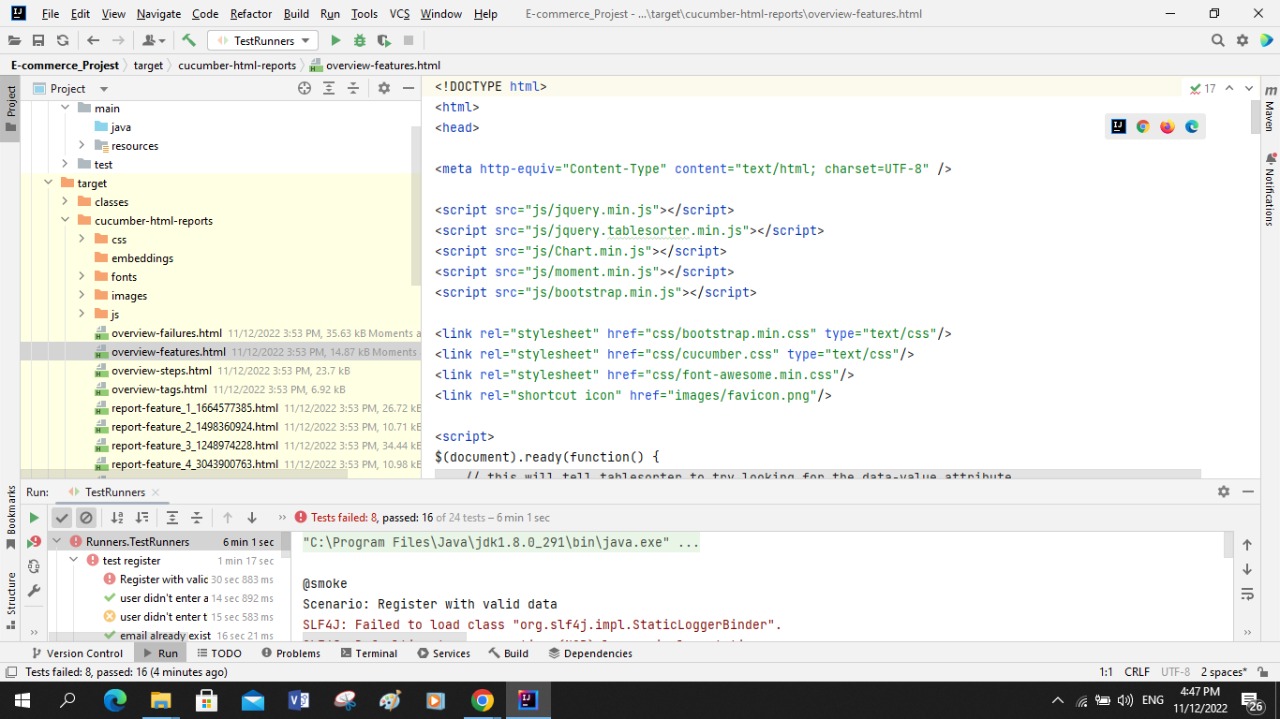 File Edit View Navigate Code Refactor Build Run Tools VCS Window Help E-commerce_Projest - ...\target\cucumber-html-reports\overview-features.html
TestRunners
E-commerce_Projest target cucumber-html-reports overview-features.html
Project
Project
main
java
resources
test
target
classes
cucumber-html-reports
css
embeddings
fonts
images
js
overview-failures.html 11/12/2022 3:53 PM, 35.63 kB Moments a
overview-features.html 11/12/2022 3:53 PM, 14.87 kB Moments
overview-steps.html 11/12/2022 3:53 PM, 23.7 kB
overview-tags.html 11/12/2022 3:53 PM, 6.92 kB
report-feature_1_1664577385.html 11/12/2022 3:53 PM, 26.72 kB
report-feature_2_1498360924.html 11/12/2022 3:53 PM, 10.71 kB
report-feature_3_1248974228.html 11/12/2022 3:53 PM, 34.44 kB
report-feature_4_3043900763.html 11/12/2022 3:53 PM, 10.98 kB
<!DOCTYPE html>
<html>
<head>
<meta http-equiv="Content-Type" content="text/html; charset=UTF-8" />
<script src="js/jquery.min.js"></script>
<script src="js/jquery.tablesorter.min.js"></script>
<script src="js/Chart.min.js"></script>
<script src="js/moment.min.js"></script>
<script src="js/bootstrap.min.js"></script>
<link rel="stylesheet" href="css/bootstrap.min.css" type="text/css"/>
<link rel="stylesheet" href="css/cucumber.css" type="text/css"/>
<link rel="stylesheet" href="css/font-awesome.min.css"/>
<link rel="shortcut icon" href="images/favicon.png"/>
<script>
$(document).ready(function() {
// this will tell tablesorter to try looking for the data-value attribute
17
Maven
Notifications
Bookmarks
Structure
Run: TestRunners
Tests failed: 8, passed: 16 of 24 tests – 6 min 1 sec
Runners.TestRunners 6 min 1 sec
test register 1 min 17 sec
Register with valid 30 sec 883 ms
user didn't enter a 14 sec 892 ms
user didn't enter t 15 sec 583 ms
email already exist 16 sec 21 ms
"C:\Program Files\Java\jdk1.8.0_291\bin\java.exe" ...
@smoke
Scenario: Register with valid data
SLF4J: Failed to load class "org.slf4j.impl.StaticLoggerBinder".
Version Control Run TODO Problems Terminal Services Build Dependencies
Tests failed: 8, passed: 16 (4 minutes ago) 1:1 CRLF UTF-8 2 spaces*
ENG
4:47 PM
11/12/2022
26